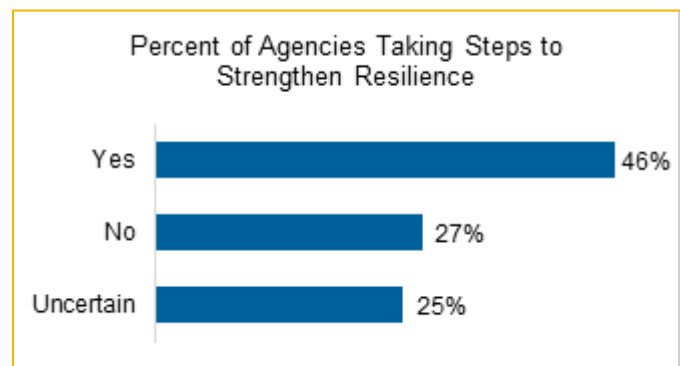 Percent of Agencies Taking Steps to
Strengthen Resilience
Yes 46%
No 27%
Uncertain 25%